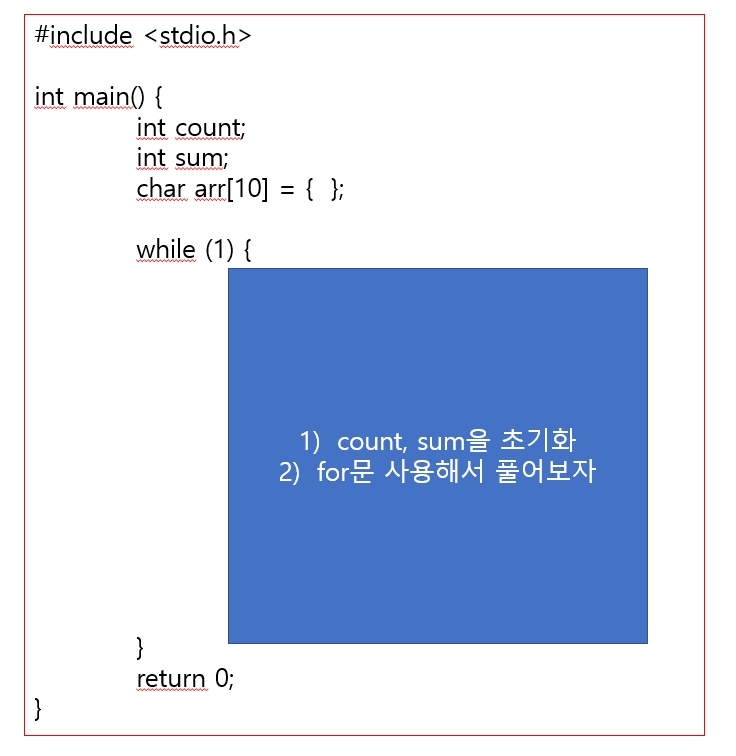 #include <stdio.h>
int main() {
int count;
int sum;
char arr[10] = {  };
while (1) {
1)  count, sum을 초기화
2)  for문 사용해서 풀어보자
}
return 0;
}